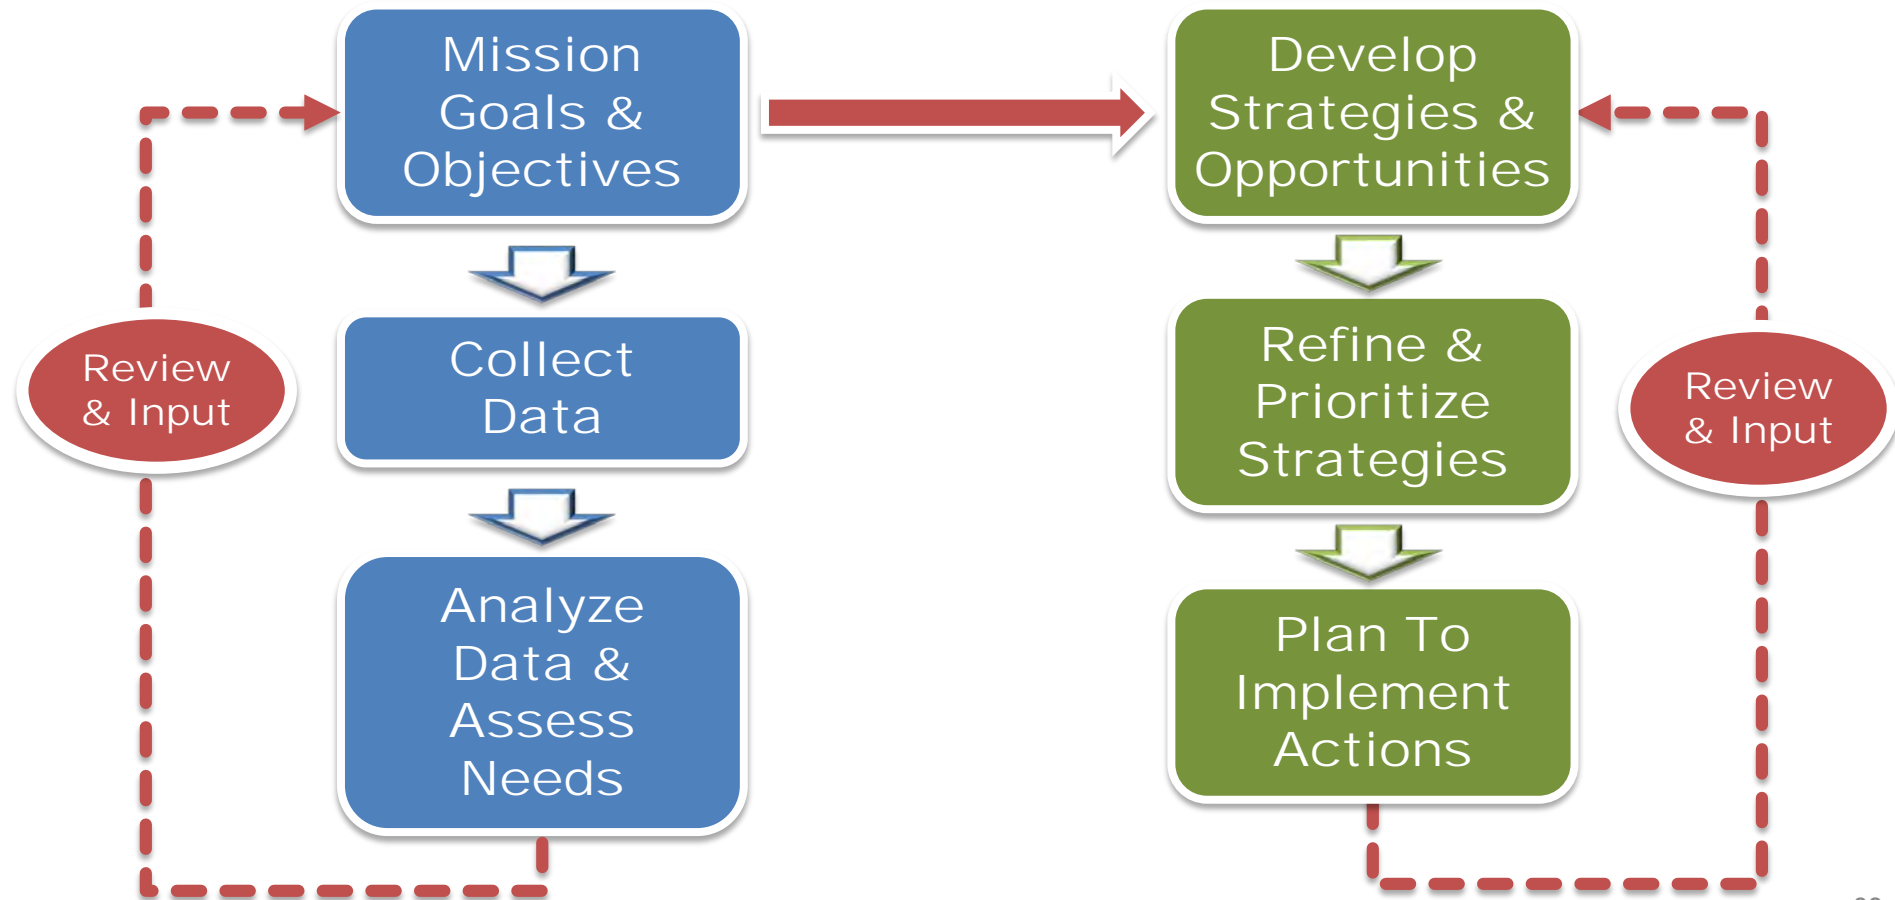 Mission
Goals &
Objectives
Develop
Strategies &
Opportunities
Review
& Input
Collect
Data
Refine &
Prioritize
Strategies
Review
& Input
Analyze
Data &
Assess
Needs
Plan To
Implement
Actions